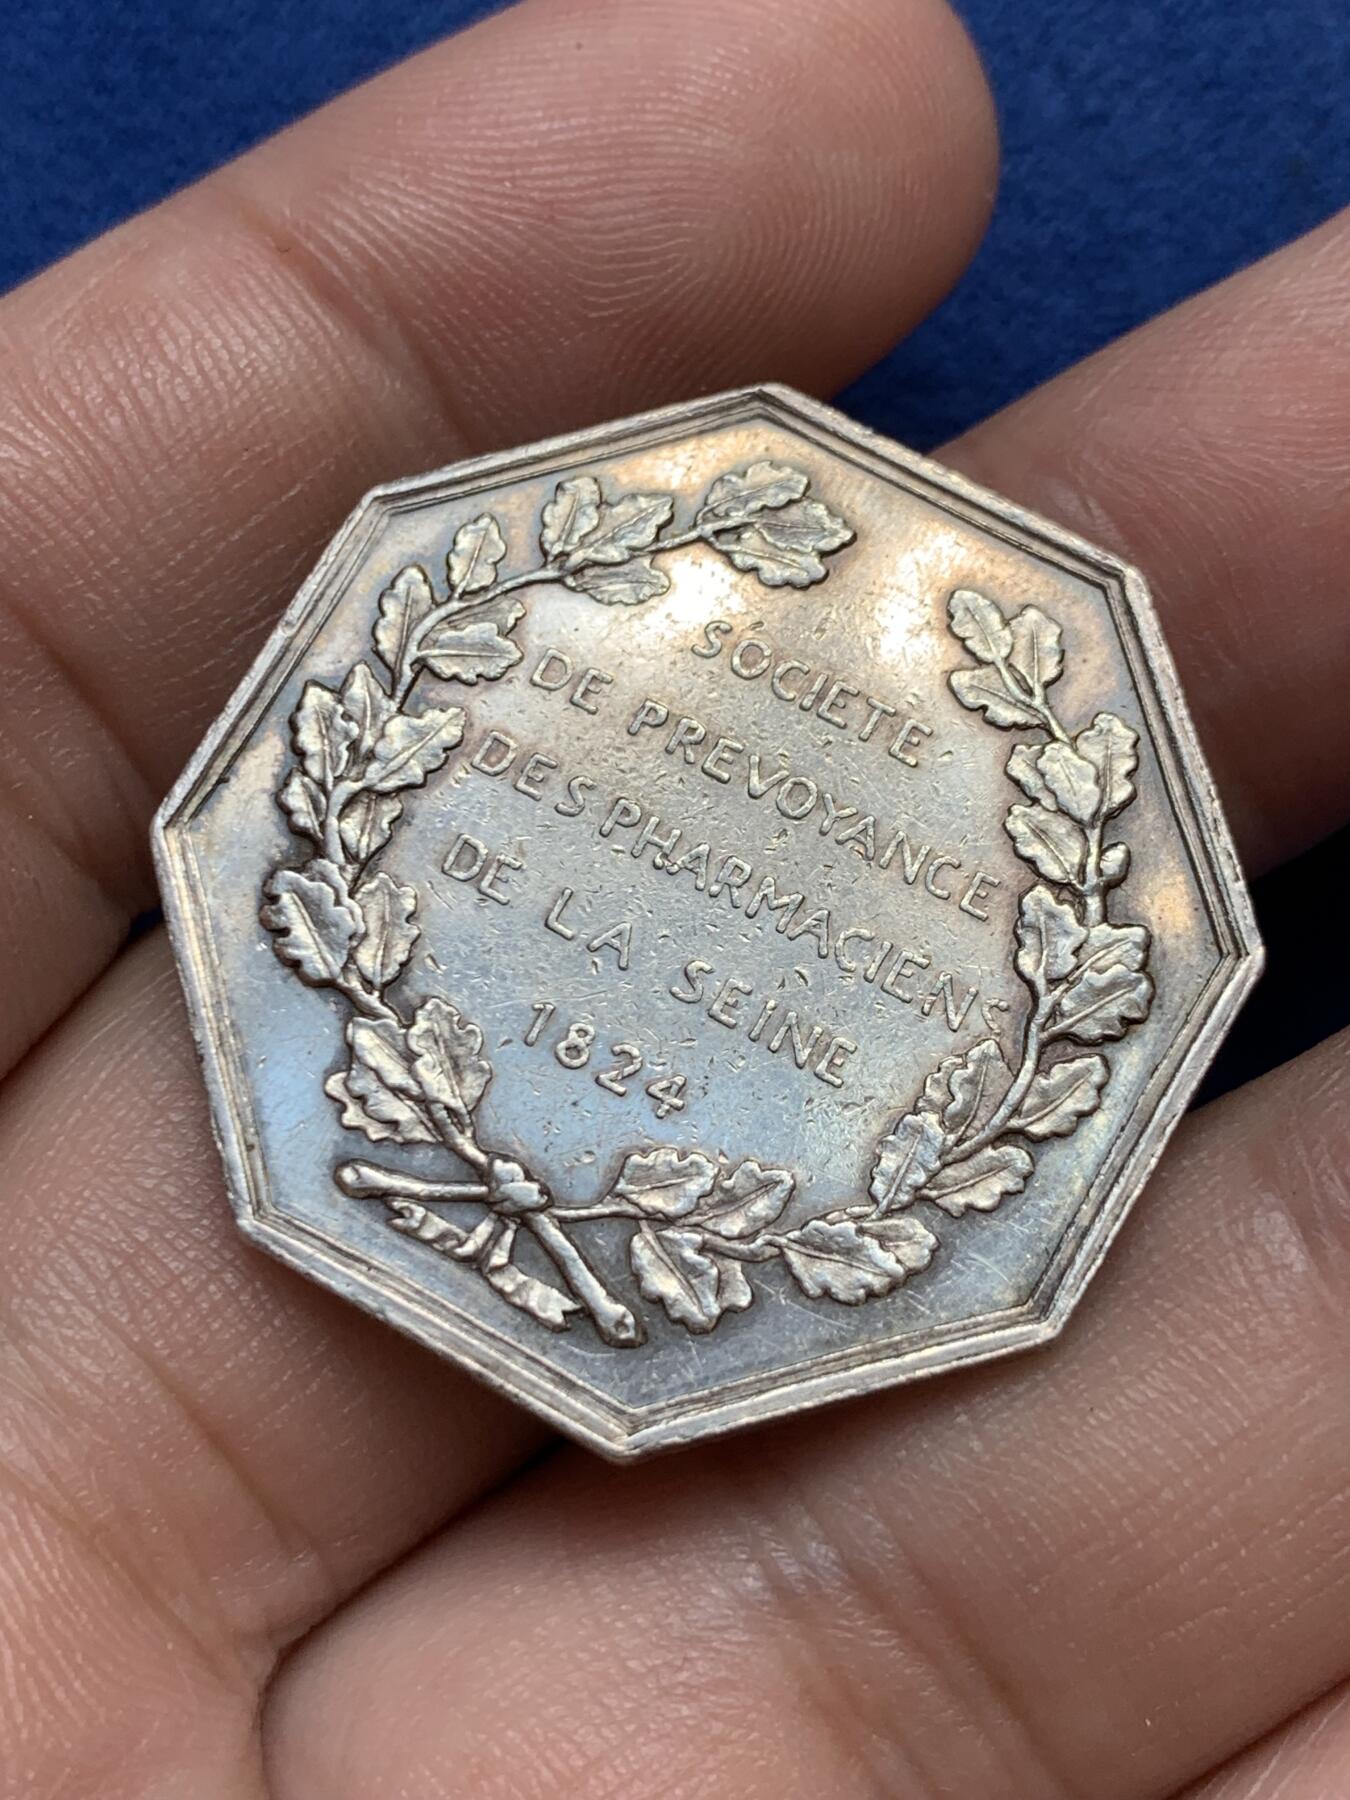 SOCIETE
DE PREVOYANCE
DES PHARMACIENS
DE LA SEINE
1824